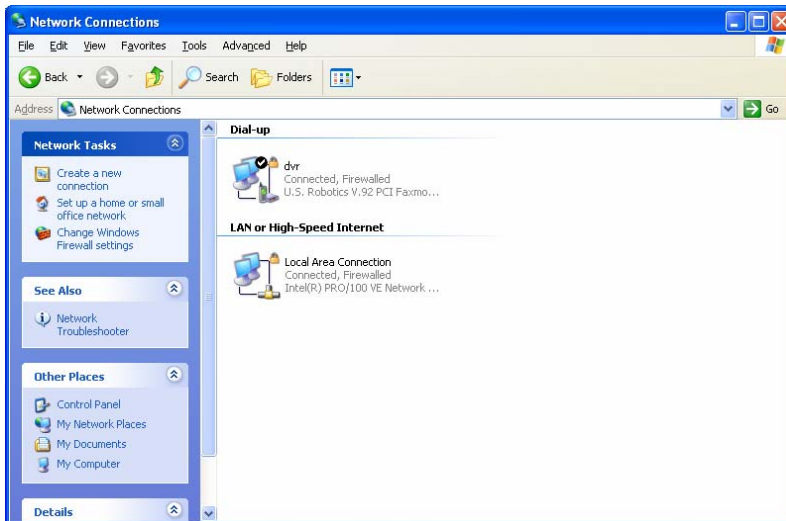 Network Connections
File Edit View Favorites Tools Advanced Help
Back Search Folders
Address Network Connections Go
Network Tasks
Create a new
connection
Set up a home or small
office network
Change Windows
Firewall settings
See Also
Network
Troubleshooter
Other Places
Control Panel
My Network Places
My Documents
My Computer
Details
Dial-up
dvr
Connected, Firewalled
U.S. Robotics V.92 PCI Faxmo...
LAN or High-Speed Internet
Local Area Connection
Connected, Firewalled
Intel(R) PRO/100 VE Network ...